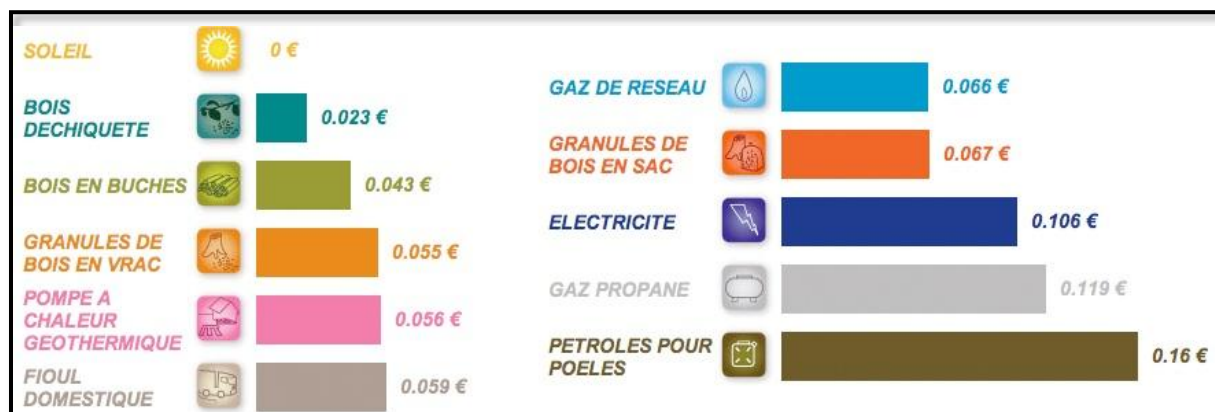 SOLEIL
0 €
BOIS
DECHIQUETE
0.023 €
BOIS EN BUCHES
0.043 €
GRANULES DE
BOIS EN VRAC
0.055 €
POMPE A
CHALEUR
GEOTHERMIQUE
0.056 €
FIOUL
DOMESTIQUE
0.059 €
GAZ DE RESEAU
0.066 €
GRANULES DE
BOIS EN SAC
0.067 €
ELECTRICITE
0.106 €
GAZ PROPANE
0.119 €
PETROLES POUR
POELES
0.16 €